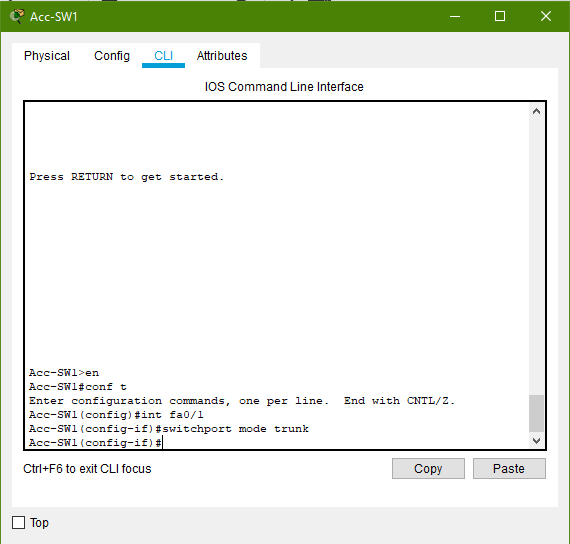 Acc-SW1
Physical Config CLI Attributes
IOS Command Line Interface
Press RETURN to get started.
Acc-SW1>en
Acc-SW1#conf t
Enter configuration commands, one per line.  End with CNTL/Z.
Acc-SW1(config)#int fa0/1
Acc-SW1(config-if)#switchport mode trunk
Acc-SW1(config-if)#
Ctrl+F6 to exit CLI focus Copy Paste
Top